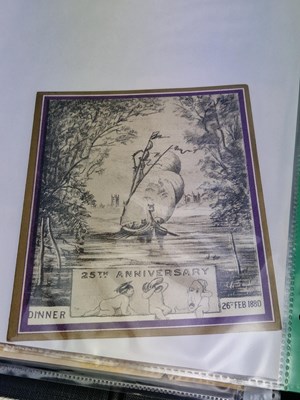 25TH ANNIVERSARY
DINNER
26TH FEB. 1880